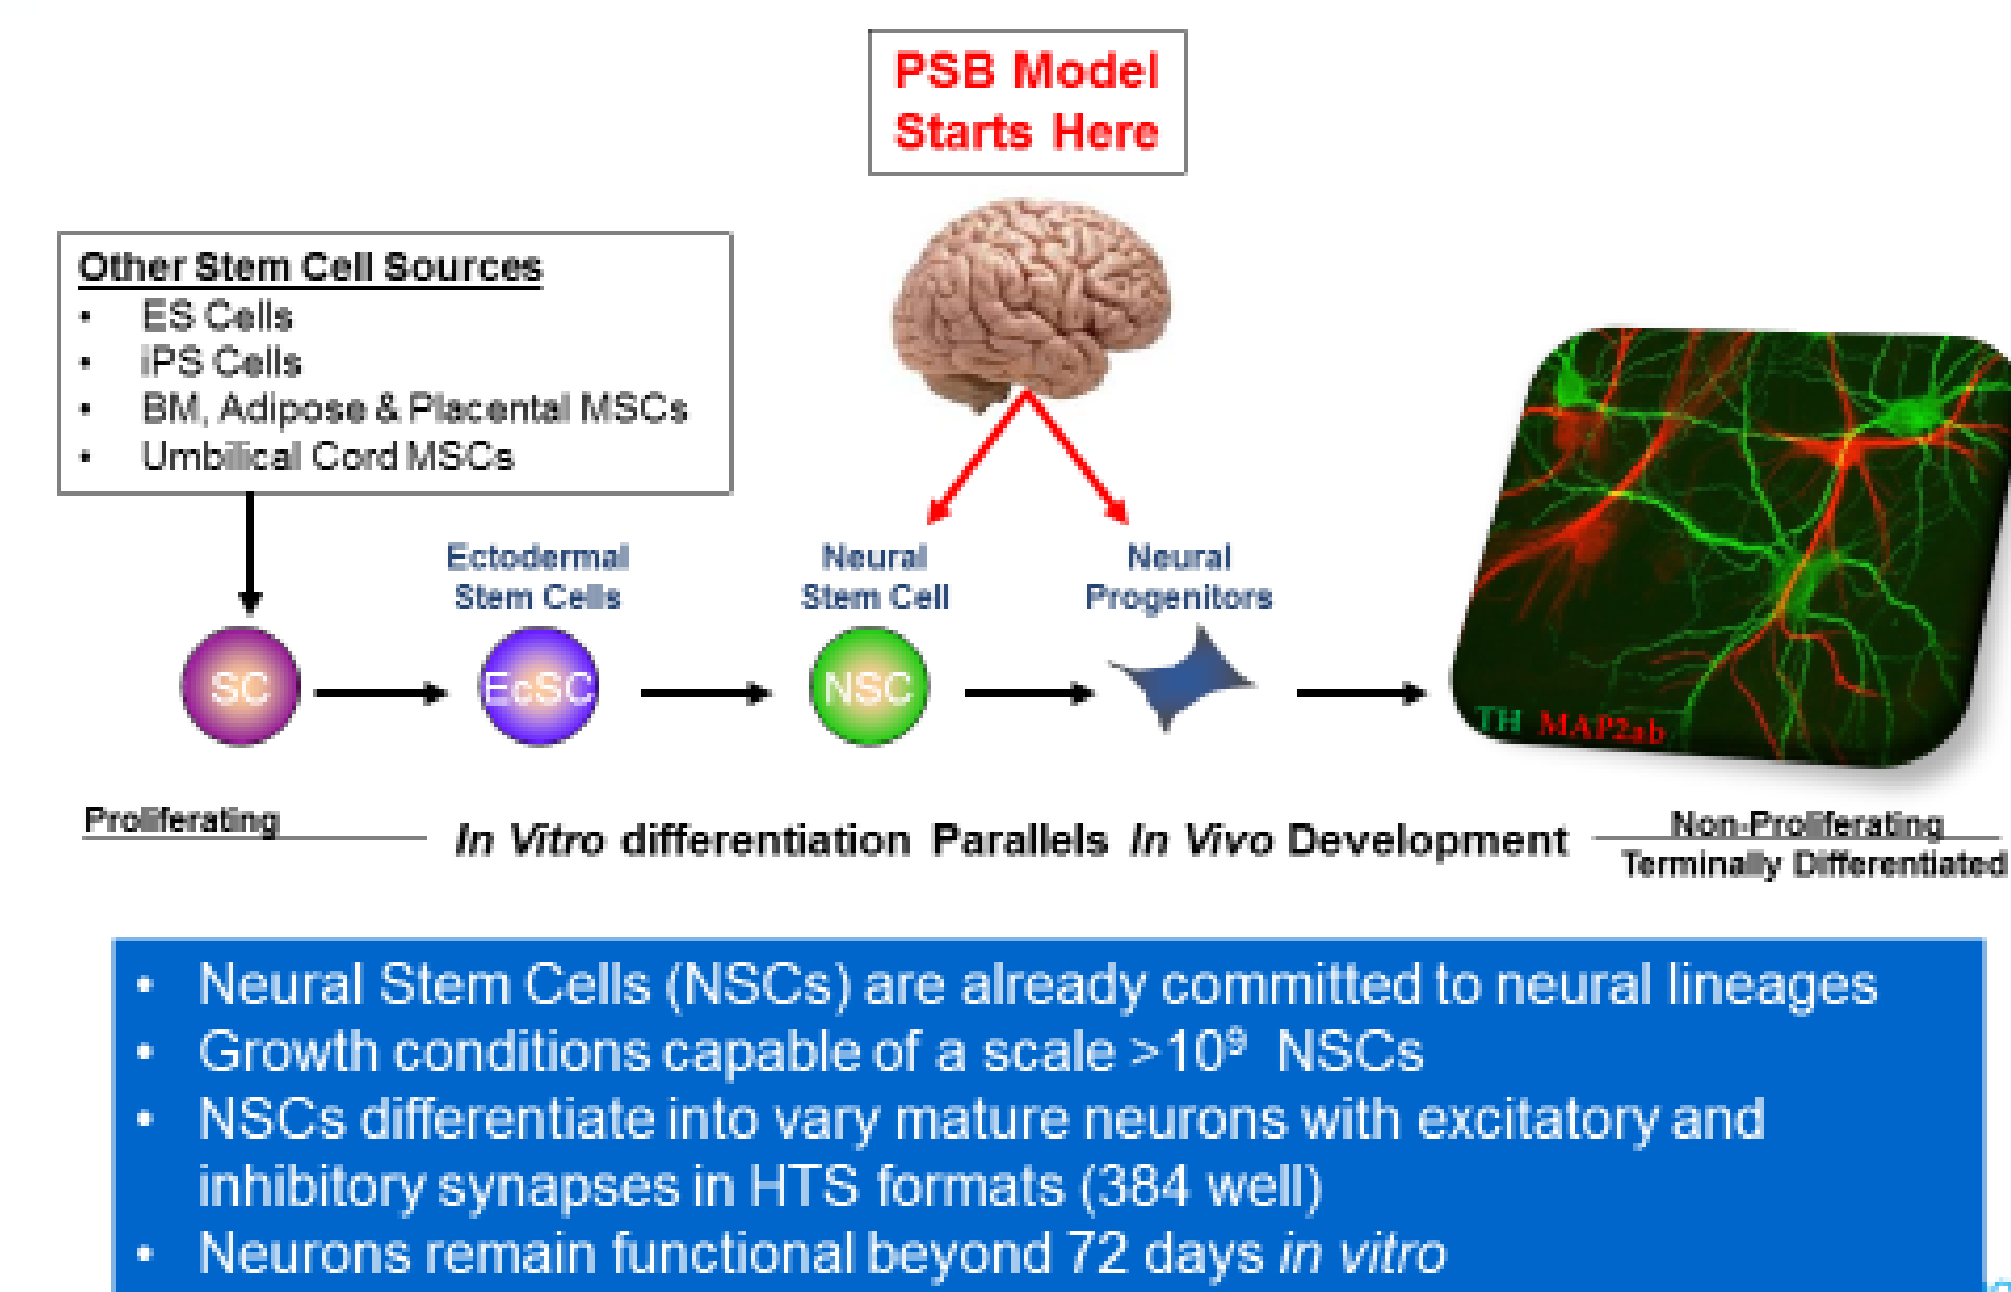 PSB Model
Starts Here
Other Stem Cell Sources
• ES Cells
• iPS Cells
• BM, Adipose & Placental MSCs
• Umbilical Cord MSCs
Ectodermal
Stem Cells
Neural
Stem Cell
Neural
Progenitors
SC
EcSC
NSC
TH MAP2ab
Proliferating
In Vitro differentiation Parallels In Vivo Development
Non-Proliferating
Terminally Differentiated
• Neural Stem Cells (NSCs) are already committed to neural lineages
• Growth conditions capable of a scale >10⁹ NSCs
• NSCs differentiate into vary mature neurons with excitatory and
inhibitory synapses in HTS formats (384 well)
• Neurons remain functional beyond 72 days in vitro